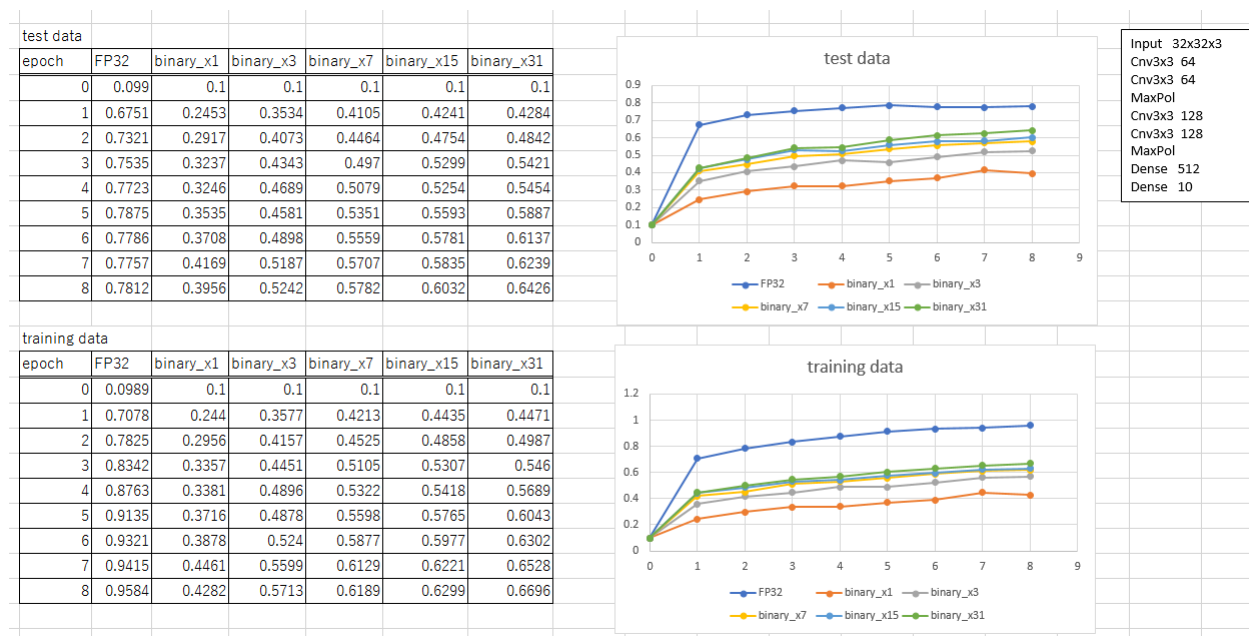 test data
epoch FP32 binary_x1 binary_x3 binary_x7 binary_x15 binary_x31
0 0.099 0.1 0.1 0.1 0.1 0.1
1 0.6751 0.2453 0.3534 0.4105 0.4241 0.4284
2 0.7321 0.2917 0.4073 0.4464 0.4754 0.4842
3 0.7535 0.3237 0.4343 0.497 0.5299 0.5421
4 0.7723 0.3246 0.4689 0.5079 0.5254 0.5454
5 0.7875 0.3535 0.4581 0.5351 0.5593 0.5887
6 0.7786 0.3708 0.4898 0.5559 0.5781 0.6137
7 0.7757 0.4169 0.5187 0.5707 0.5835 0.6239
8 0.7812 0.3956 0.5242 0.5782 0.6032 0.6426
test data
0.9
0.8
0.7
0.6
0.5
0.4
0.3
0.2
0.1
0
0 1 2 3 4 5 6 7 8 9
FP32 binary_x1 binary_x3
binary_x7 binary_x15 binary_x31
Input 32x32x3
Cnv3x3 64
Cnv3x3 64
MaxPol
Cnv3x3 128
Cnv3x3 128
MaxPol
Dense 512
Dense 10
training data
epoch FP32 binary_x1 binary_x3 binary_x7 binary_x15 binary_x31
0 0.0989 0.1 0.1 0.1 0.1 0.1
1 0.7078 0.244 0.3577 0.4213 0.4435 0.4471
2 0.7825 0.2956 0.4157 0.4525 0.4858 0.4987
3 0.8342 0.3357 0.4451 0.5105 0.5307 0.546
4 0.8763 0.3381 0.4896 0.5322 0.5418 0.5689
5 0.9135 0.3716 0.4878 0.5598 0.5765 0.6043
6 0.9321 0.3878 0.524 0.5877 0.5977 0.6302
7 0.9415 0.4461 0.5599 0.6129 0.6221 0.6528
8 0.9584 0.4282 0.5713 0.6189 0.6299 0.6696
training data
1.2
1
0.8
0.6
0.4
0.2
0
0 1 2 3 4 5 6 7 8 9
FP32 binary_x1 binary_x3
binary_x7 binary_x15 binary_x31